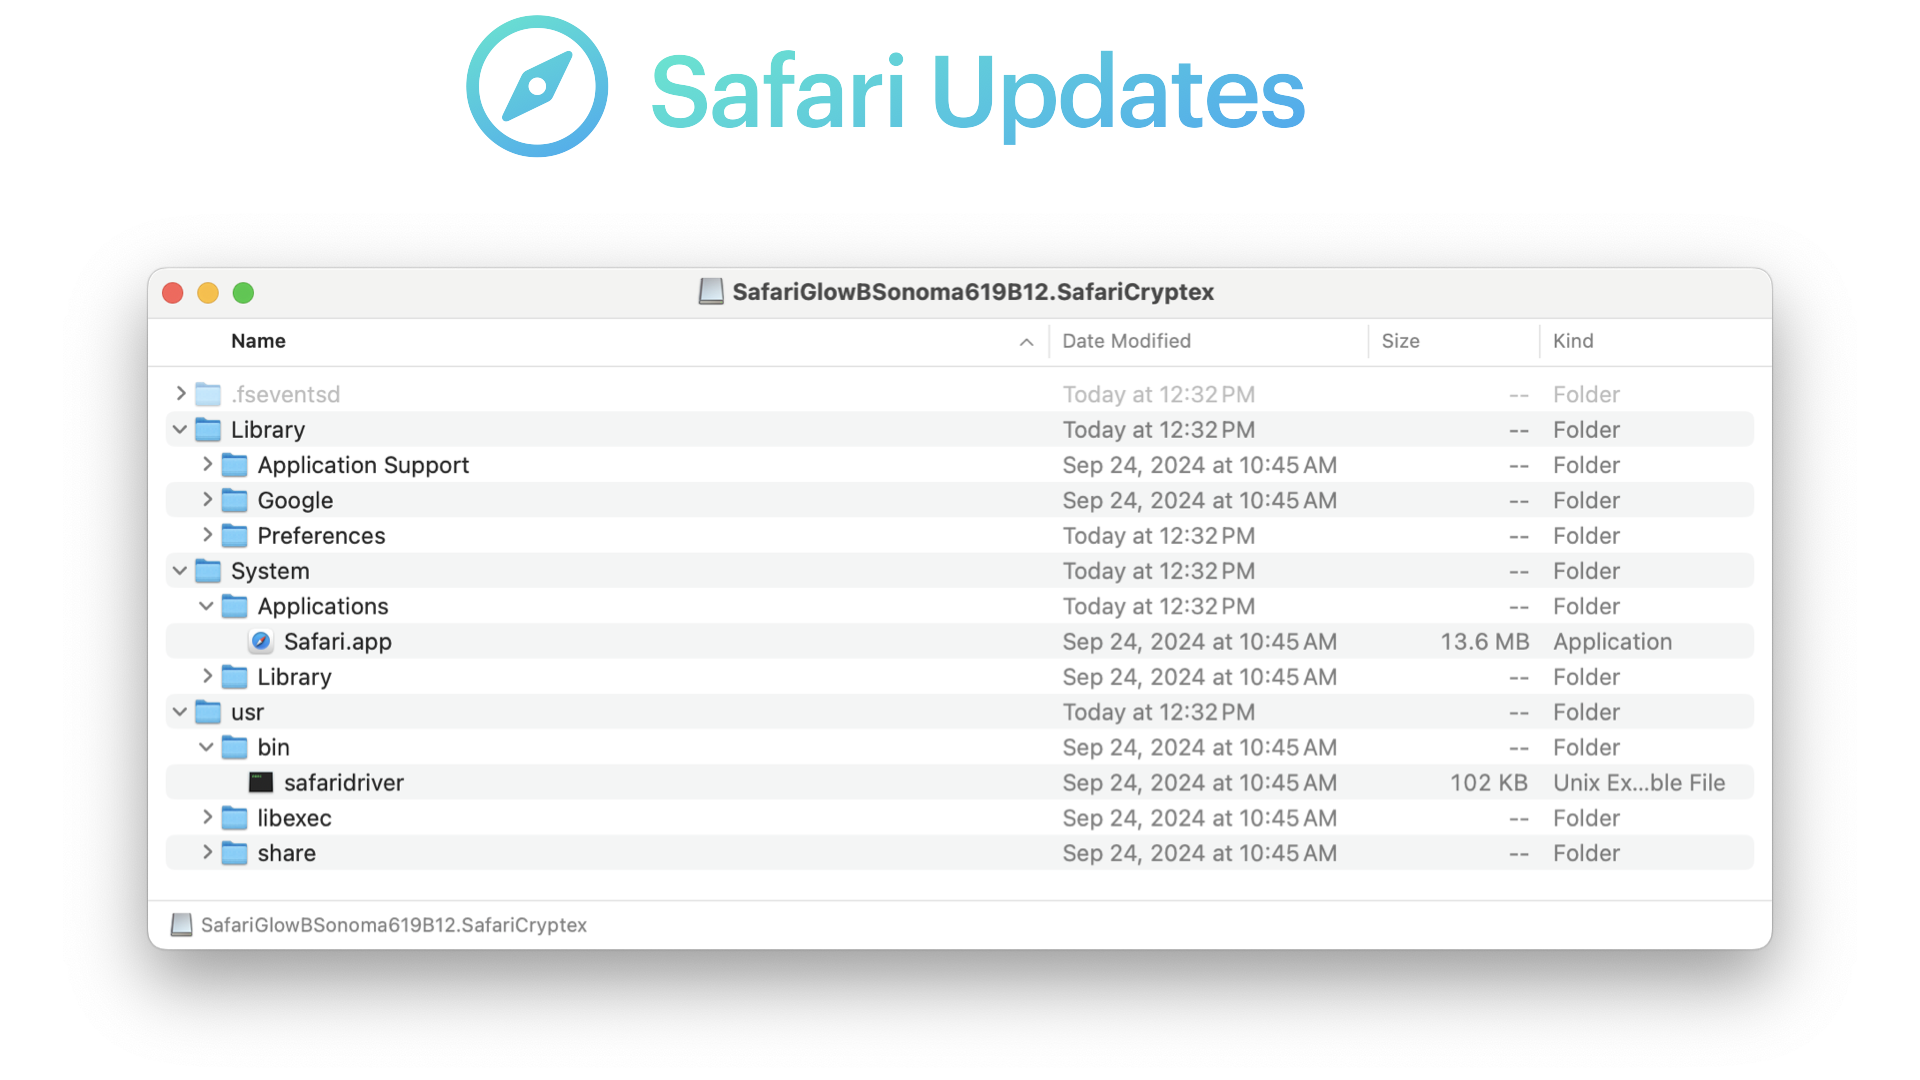 Safari Updates
SafariGlowBSonoma619B12.SafariCryptex
Name Date Modified Size Kind
.fseventsd Today at 12:32 PM -- Folder
Library Today at 12:32 PM -- Folder
Application Support Sep 24, 2024 at 10:45 AM -- Folder
Google Sep 24, 2024 at 10:45 AM -- Folder
Preferences Today at 12:32 PM -- Folder
System Today at 12:32 PM -- Folder
Applications Today at 12:32 PM -- Folder
Safari.app Sep 24, 2024 at 10:45 AM 13.6 MB Application
Library Sep 24, 2024 at 10:45 AM -- Folder
usr Today at 12:32 PM -- Folder
bin Sep 24, 2024 at 10:45 AM -- Folder
safaridriver Sep 24, 2024 at 10:45 AM 102 KB Unix Ex...ble File
libexec Sep 24, 2024 at 10:45 AM -- Folder
share Sep 24, 2024 at 10:45 AM -- Folder
SafariGlowBSonoma619B12.SafariCryptex